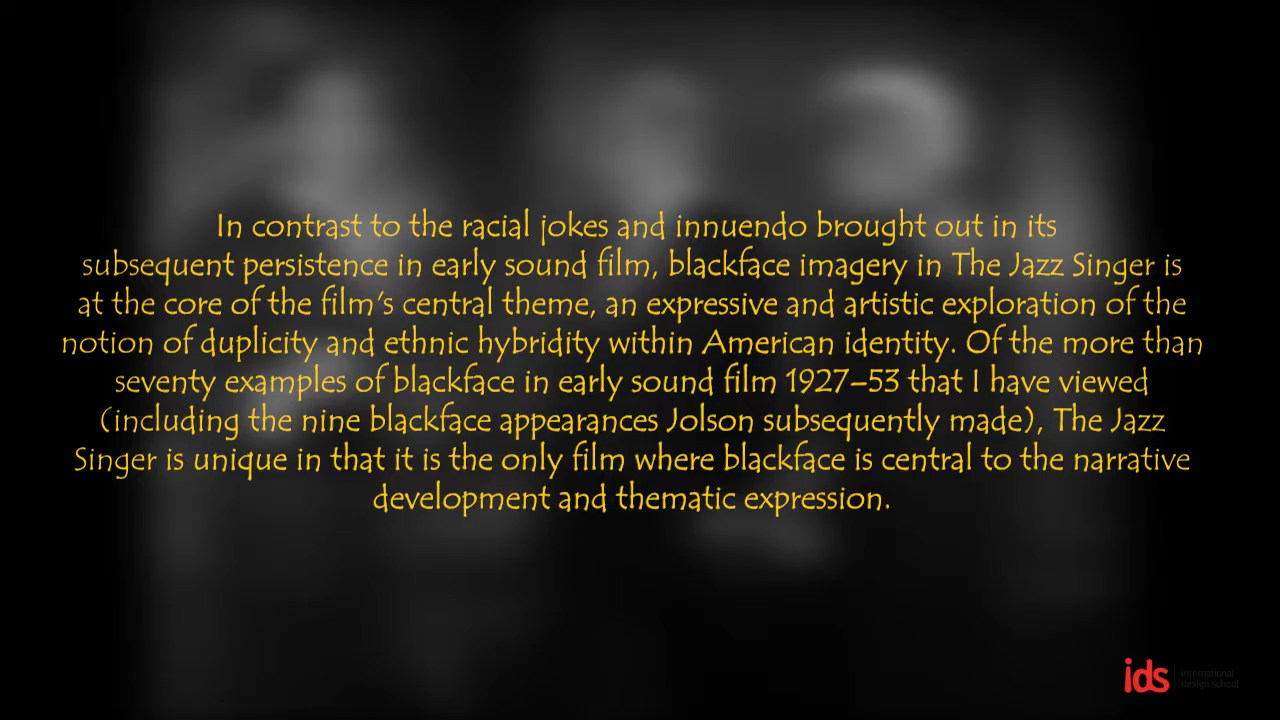 In contrast to the racial jokes and innuendo brought out in its
subsequent persistence in early sound film, blackface imagery in The Jazz Singer is
at the core of the film's central theme, an expressive and artistic exploration of the
notion of duplicity and ethnic hybridity within American identity. Of the more than
seventy examples of blackface in early sound film 1927–53 that I have viewed
(including the nine blackface appearances Jolson subsequently made), The Jazz
Singer is unique in that it is the only film where blackface is central to the narrative
development and thematic expression.
ids
international
design school